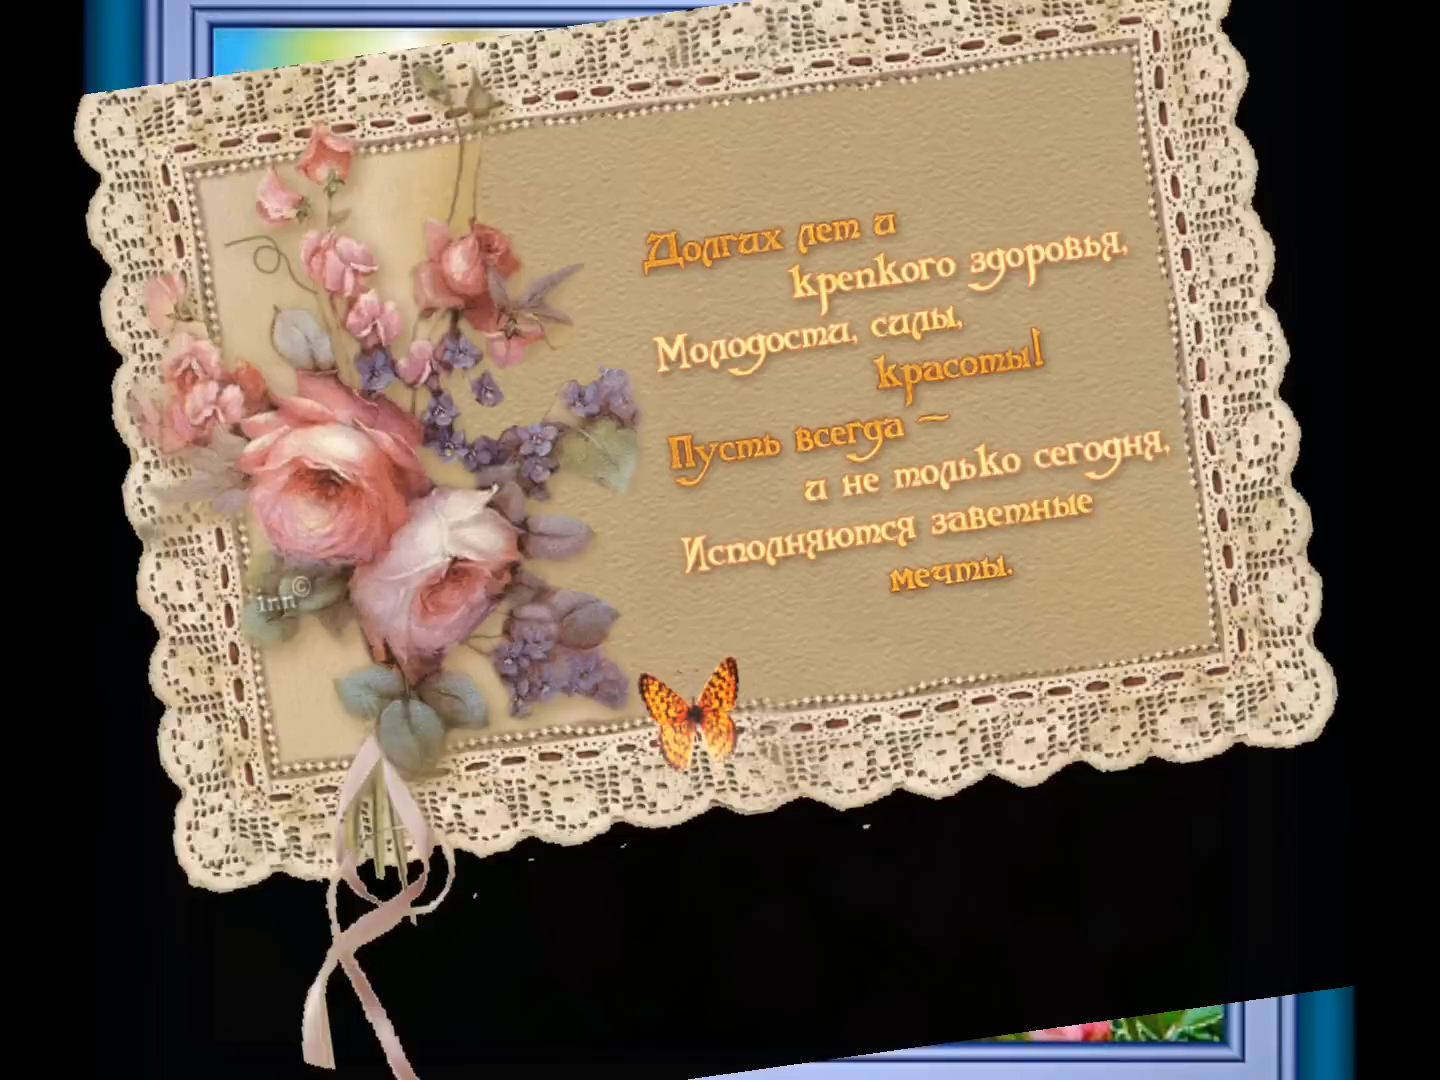 Долгих лет и
крепкого здоровья,
Молодости, силы,
красоты!
Пусть всегда –
и не только сегодня,
Исполняются заветные
мечты.
inn©